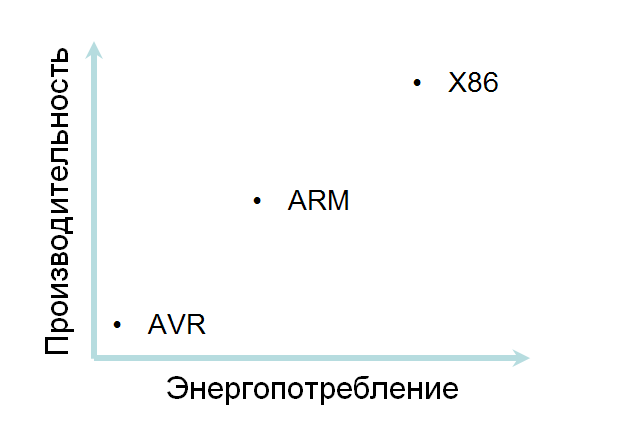 Производительность
• X86
• ARM
• AVR
Энергопотребление